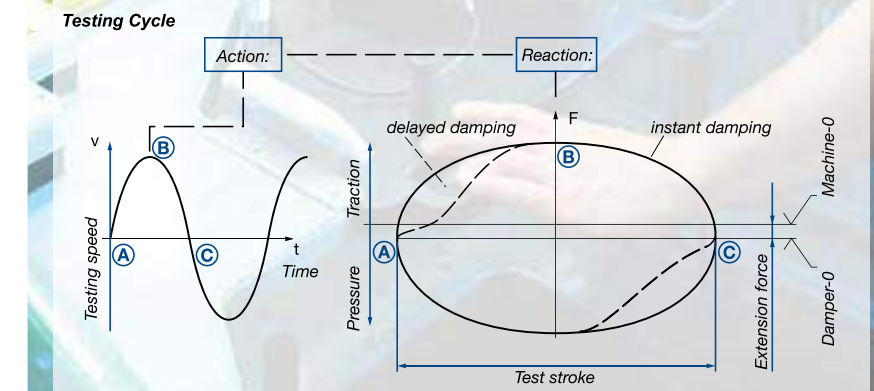 Testing Cycle
Action:
Reaction:
v
B
A
C
t
Time
Testing speed
delayed damping
F
instant damping
B
A
C
Traction
Pressure
Test stroke
Extension force
Machine-0
Damper-0